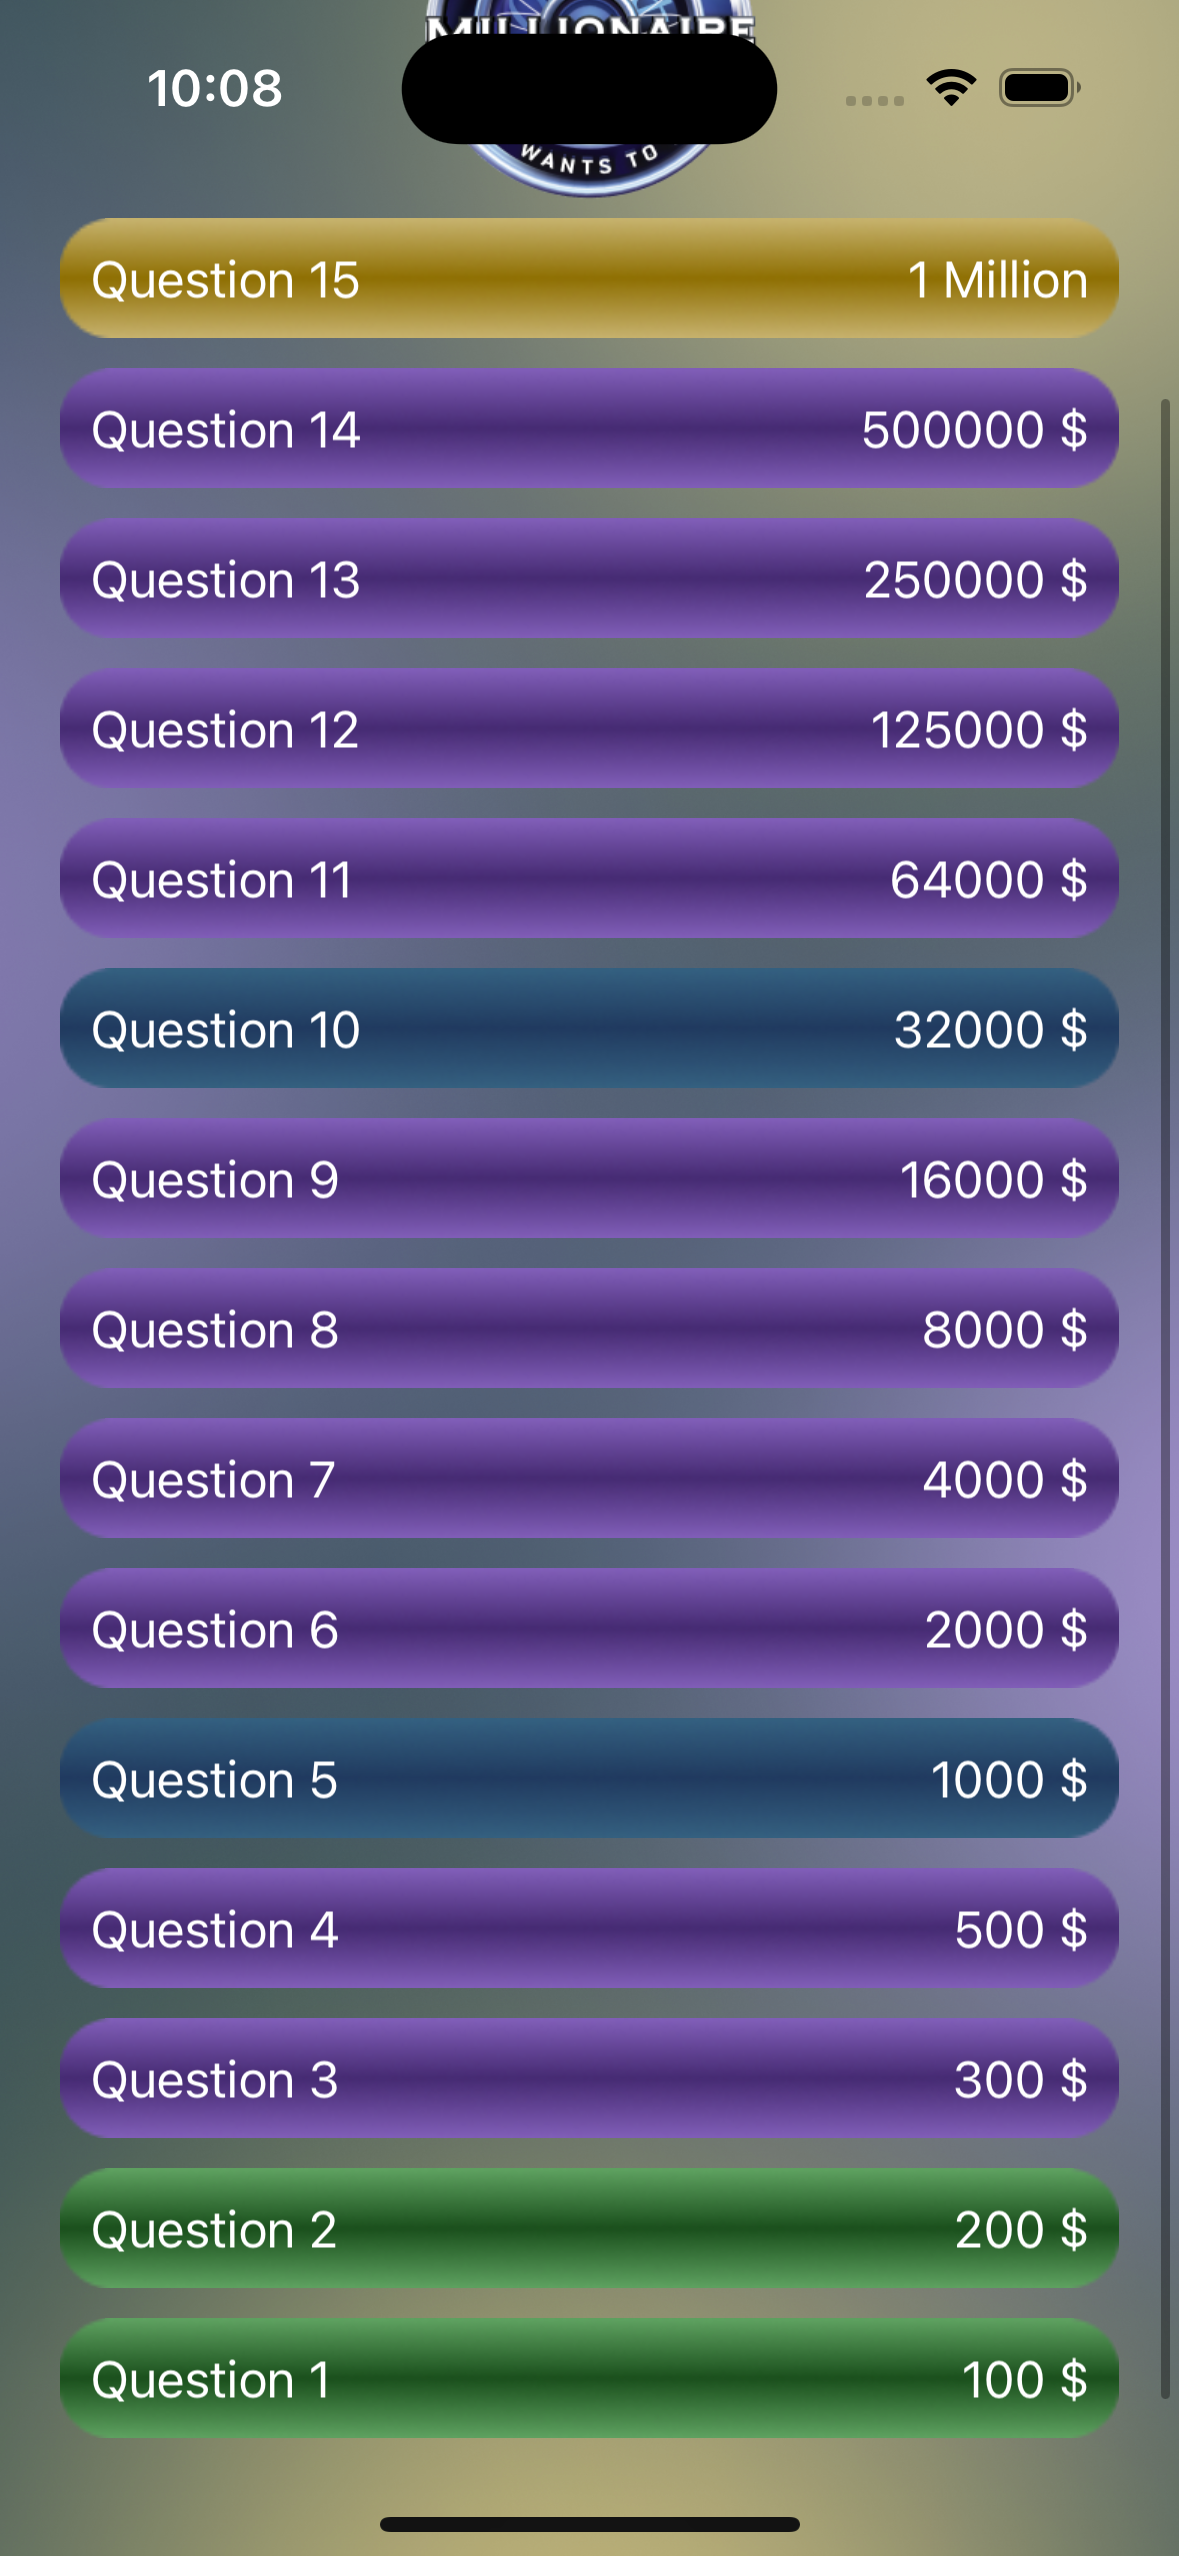 MILLIONAIRE
10:08
WANTS TO
Question 15 1 Million
Question 14 500000 $
Question 13 250000 $
Question 12 125000 $
Question 11 64000 $
Question 10 32000 $
Question 9 16000 $
Question 8 8000 $
Question 7 4000 $
Question 6 2000 $
Question 5 1000 $
Question 4 500 $
Question 3 300 $
Question 2 200 $
Question 1 100 $